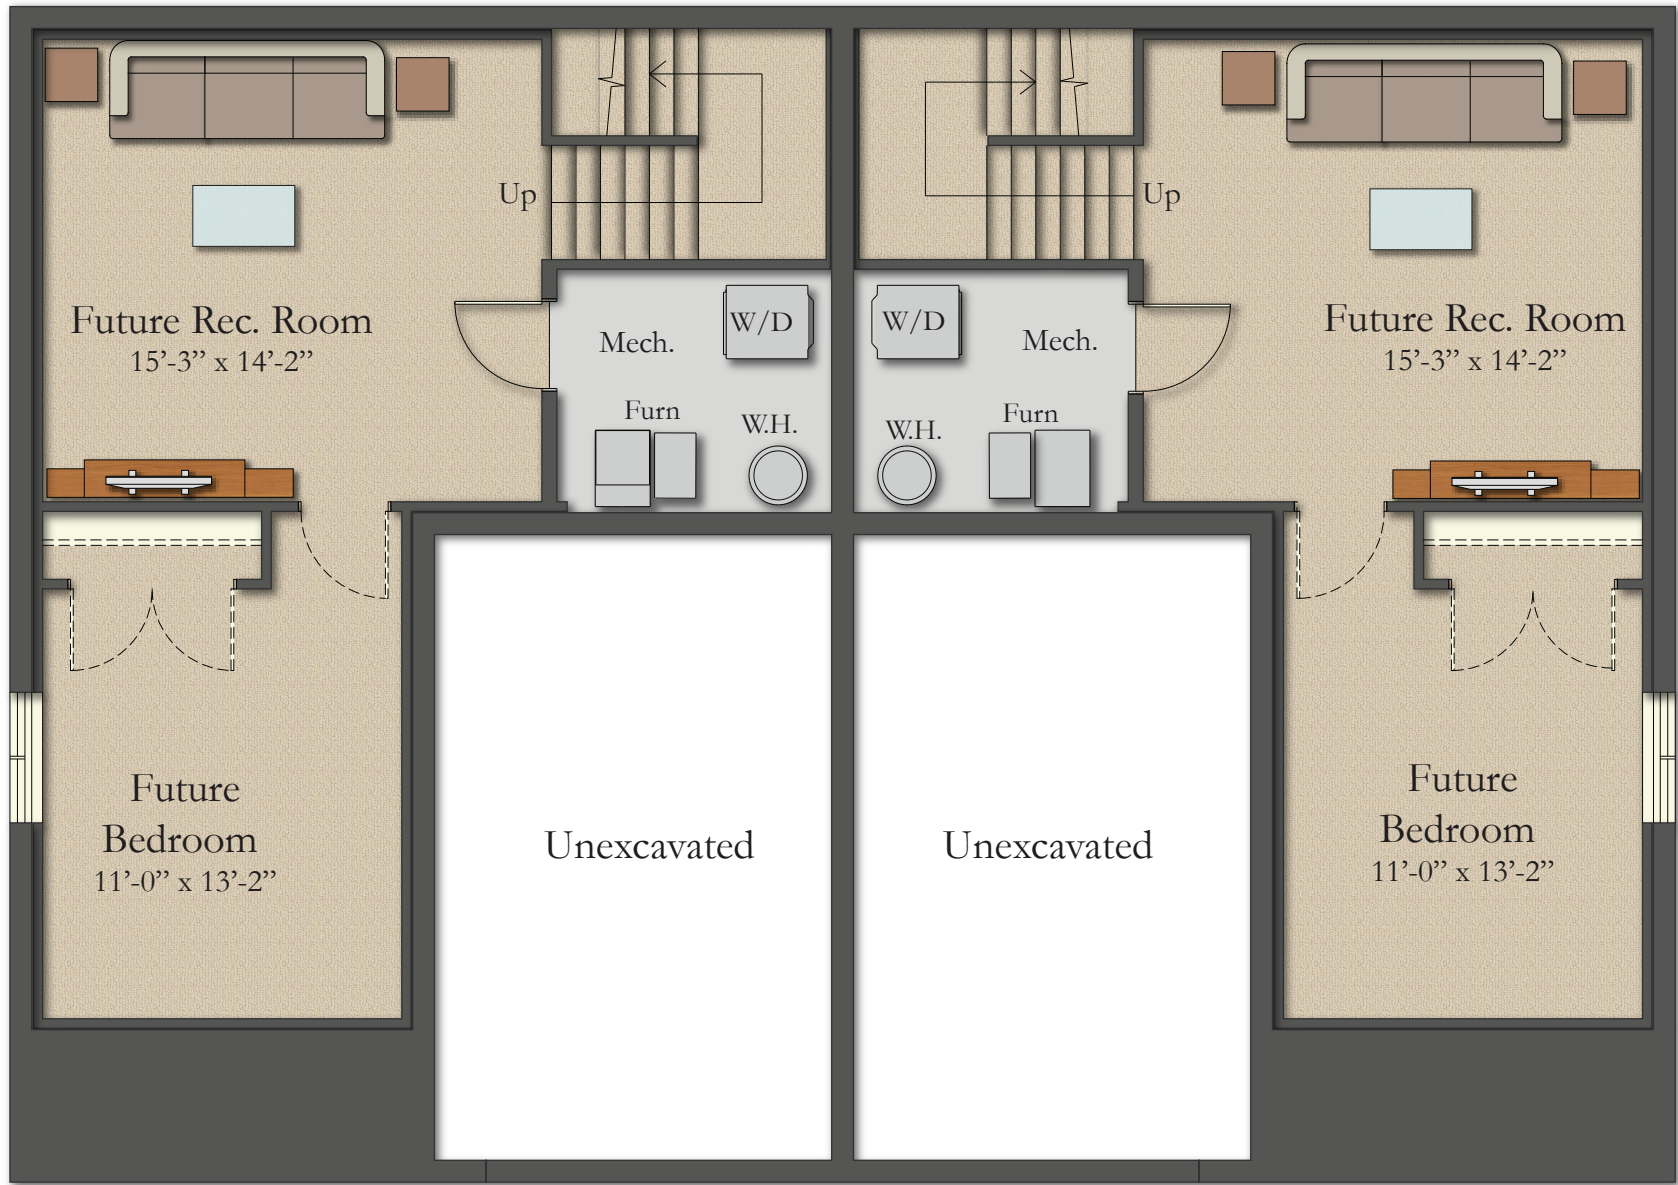 Up
Up
Future Rec. Room
15'-3” x 14'-2”
Mech.
W/D
W/D
Mech.
Future Rec. Room
15'-3” x 14'-2”
Furn
W.H.
W.H.
Furn
Future
Bedroom
11'-0” x 13'-2”
Unexcavated
Unexcavated
Future
Bedroom
11'-0” x 13'-2”